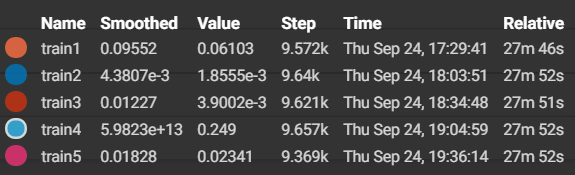 Name Smoothed Value Step Time Relative
train1 0.09552 0.06103 9.572k Thu Sep 24, 17:29:41 27m 46s
train2 4.3807e-3 1.8555e-3 9.64k Thu Sep 24, 18:03:51 27m 52s
train3 0.01227 3.9002e-3 9.621k Thu Sep 24, 18:34:48 27m 51s
train4 5.9823e+13 0.249 9.657k Thu Sep 24, 19:04:59 27m 52s
train5 0.01828 0.02341 9.369k Thu Sep 24, 19:36:14 27m 52s